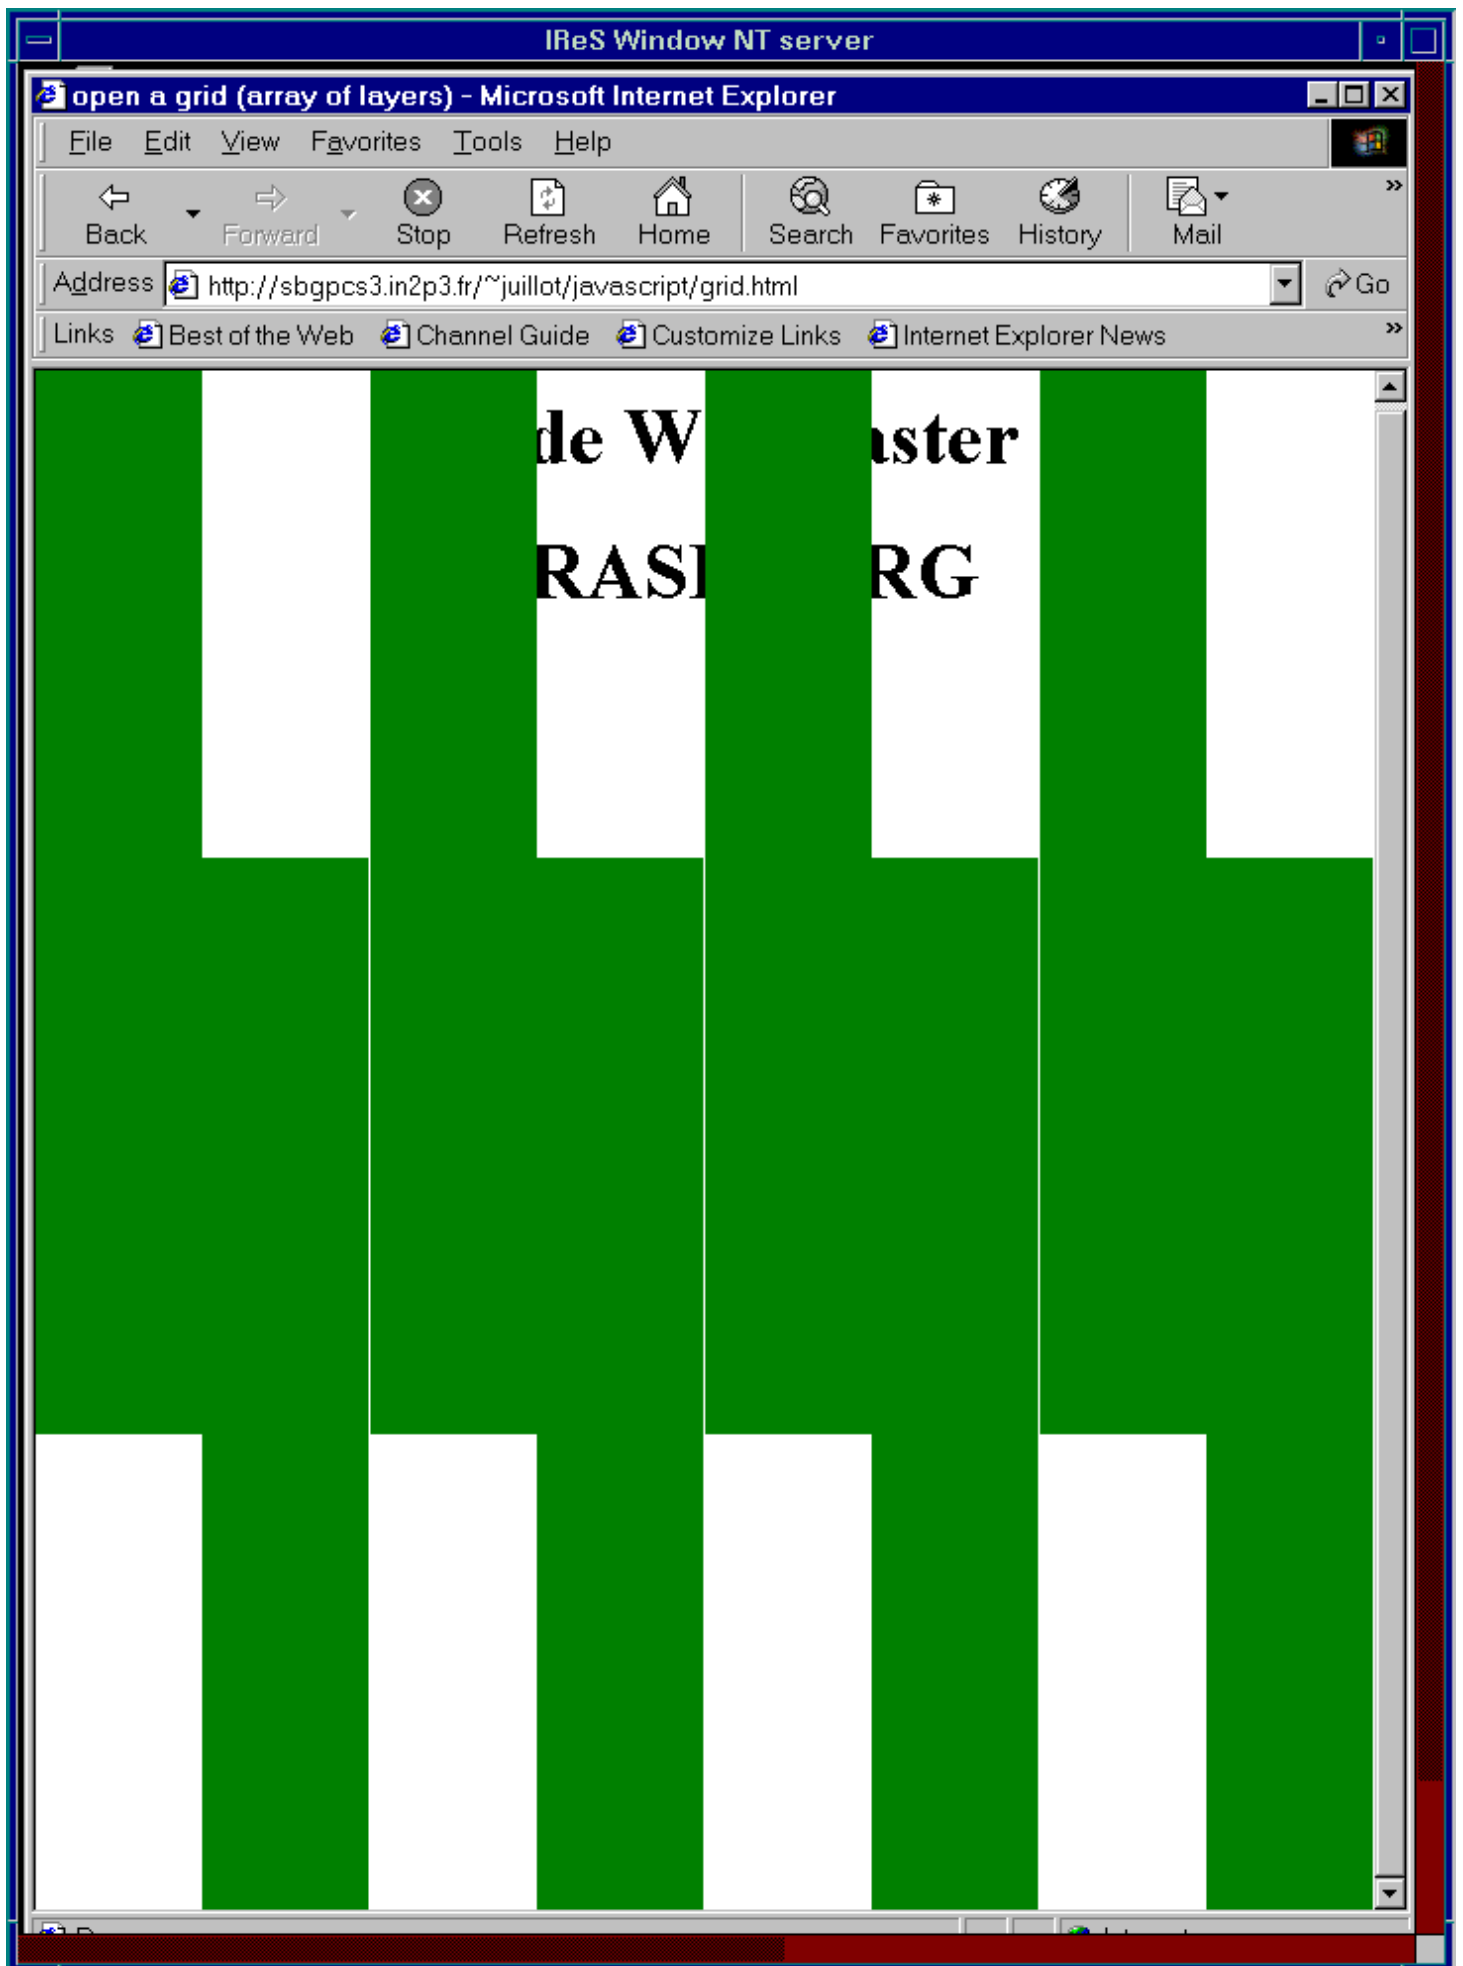 IReS Window NT server
open a grid (array of layers) - Microsoft Internet Explorer
File Edit View Favorites Tools Help
Back Forward Stop Refresh Home Search Favorites History Mail »
Address http://sbgpcs3.in2p3.fr/~juillot/javascript/grid.html Go
Links Best of the Web Channel Guide Customize Links Internet Explorer News »
de W aster
RAS RG